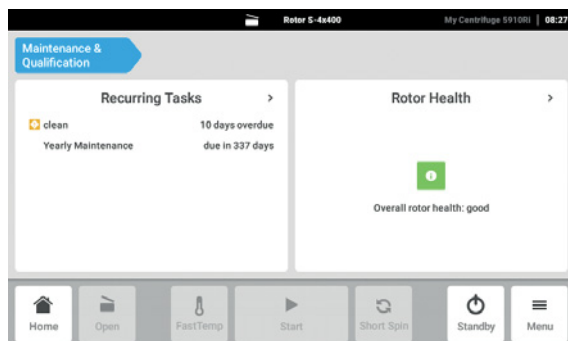 Rotor S-4x400
My Centrifuge 5910Ri | 08:27
Maintenance &
Qualification
Recurring Tasks >
clean 10 days overdue
Yearly Maintenance due in 337 days
Rotor Health >
Overall rotor health: good
Home
Open
FastTemp
Start
Short Spin
Standby
Menu